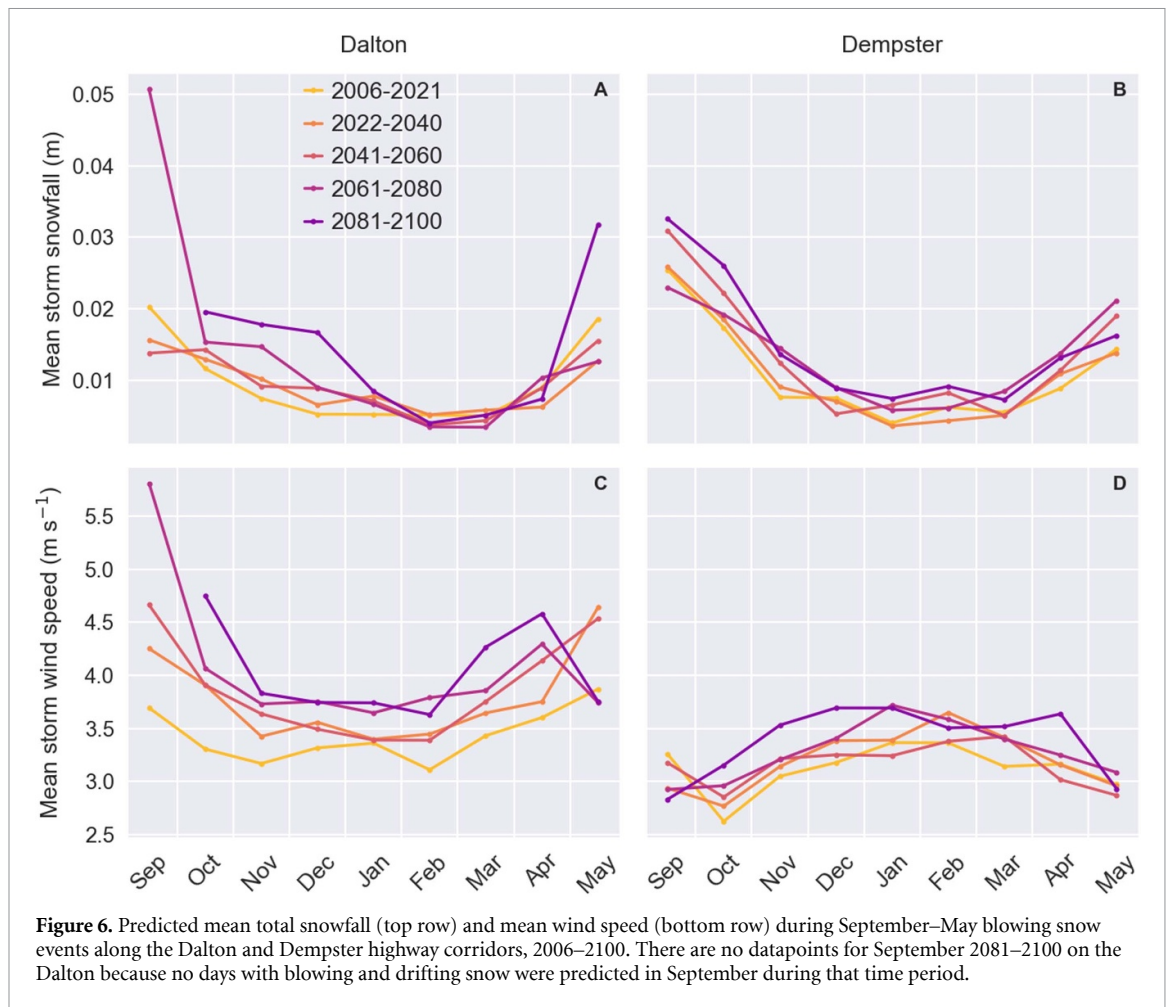 Dalton
Dempster
A
B
0.05
0.04
0.03
0.02
0.01
Mean storm snowfall (m)
2006-2021
2022-2040
2041-2060
2061-2080
2081-2100
C
D
5.5
5.0
4.5
4.0
3.5
3.0
2.5
Mean storm wind speed (m s⁻¹)
Sep Oct Nov Dec Jan Feb Mar Apr May
Sep Oct Nov Dec Jan Feb Mar Apr May
Figure 6. Predicted mean total snowfall (top row) and mean wind speed (bottom row) during September–May blowing snow
events along the Dalton and Dempster highway corridors, 2006–2100. There are no datapoints for September 2081–2100 on the
Dalton because no days with blowing and drifting snow were predicted in September during that time period.